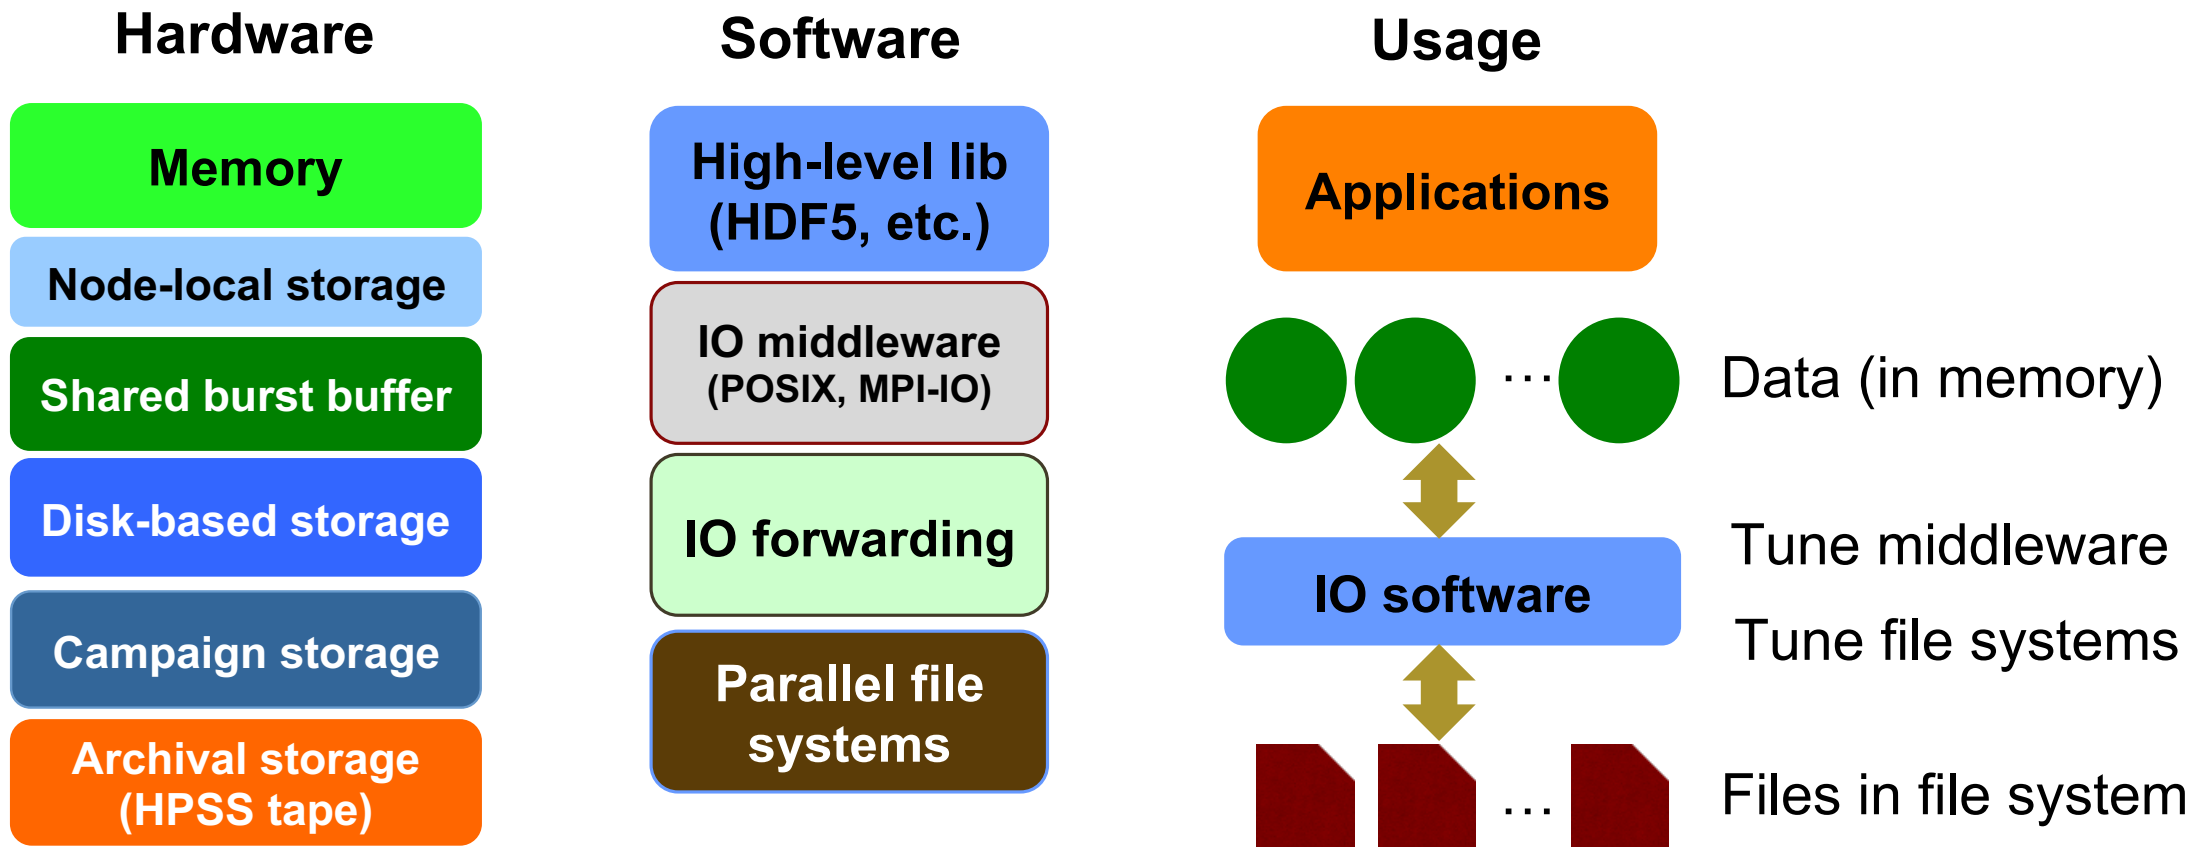 Hardware
Memory
Node-local storage
Shared burst buffer
Disk-based storage
Campaign storage
Archival storage
(HPSS tape)
Software
High-level lib
(HDF5, etc.)
IO middleware
(POSIX, MPI-IO)
IO forwarding
Parallel file
systems
Usage
Applications
... Data (in memory)
Tune middleware
IO software
Tune file systems
... Files in file system